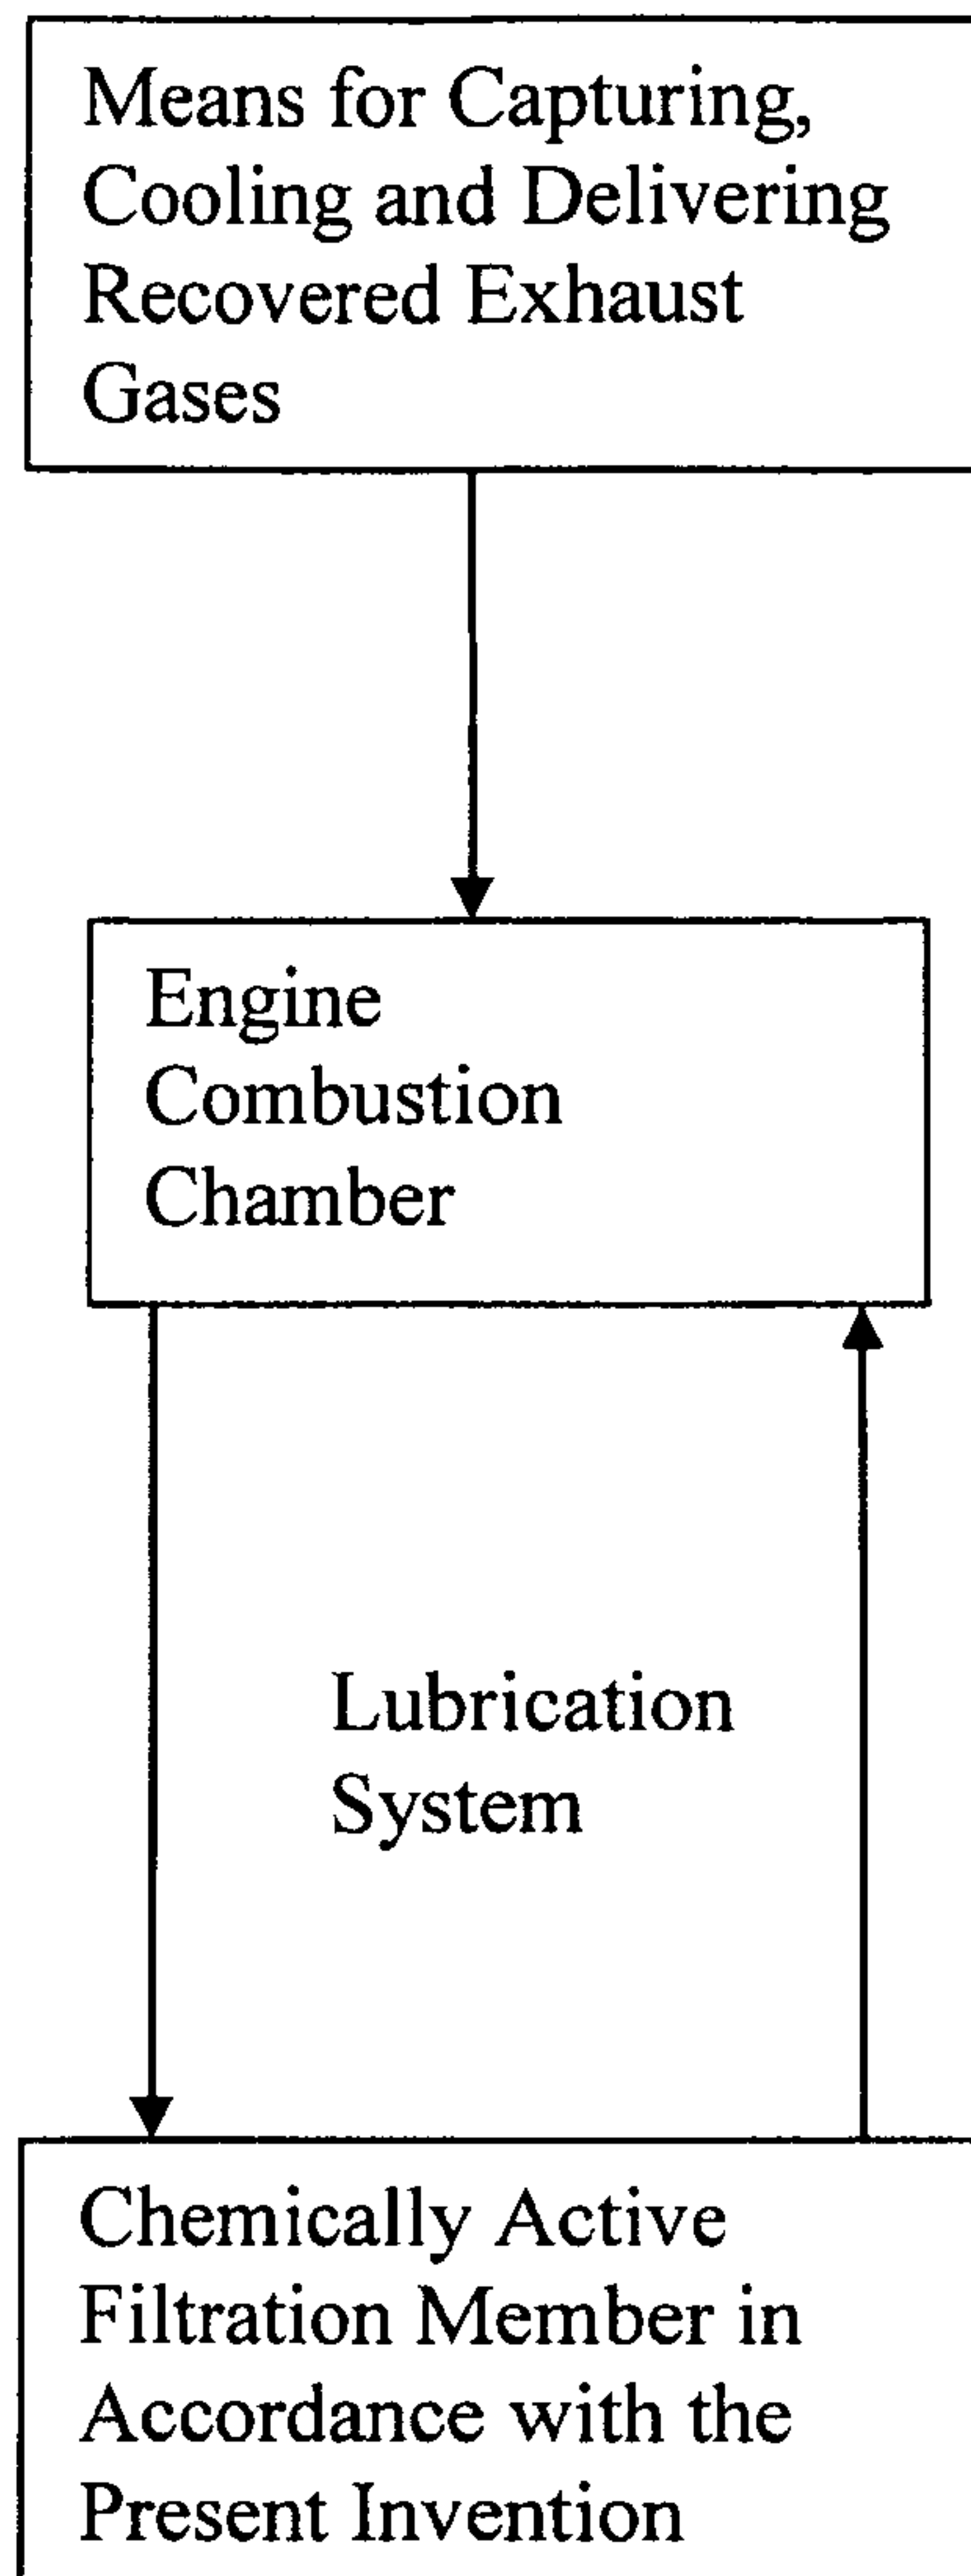 Means for Capturing,
Cooling and Delivering
Recovered Exhaust
Gases
Engine
Combustion
Chamber
Lubrication
System
Chemically Active
Filtration Member in
Accordance with the
Present Invention